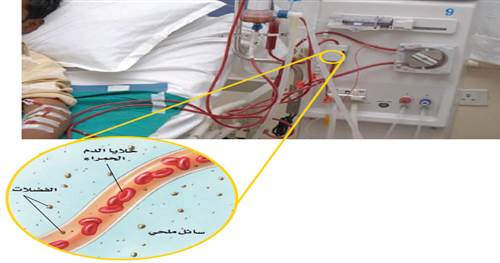 9
خلايا الدم
الحمراء
الفضلات
سائل ملحي